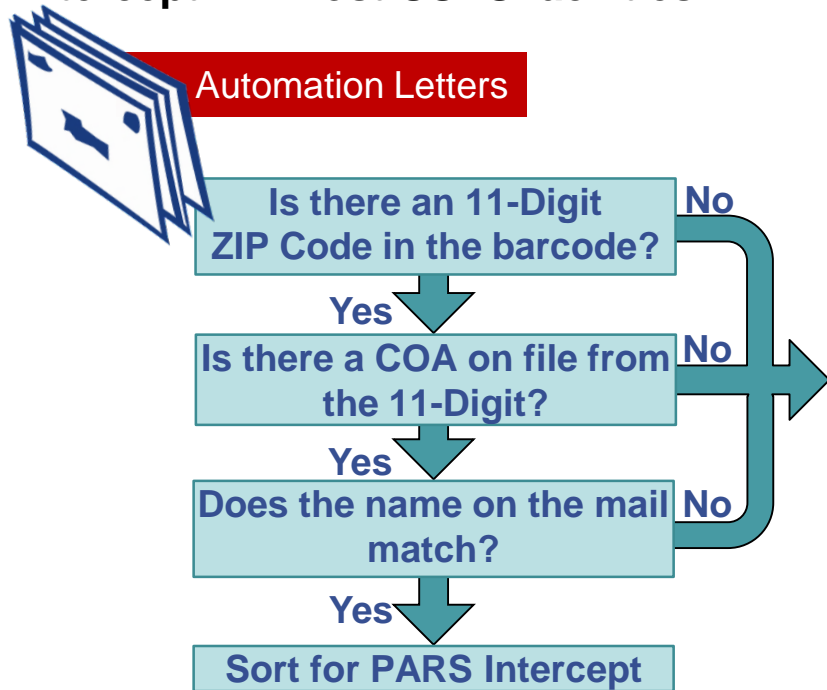 Automation Letters
Is there an 11-Digit
ZIP Code in the barcode?
No
Yes
Is there a COA on file from
the 11-Digit?
No
Yes
Does the name on the mail
match?
No
Yes
Sort for PARS Intercept